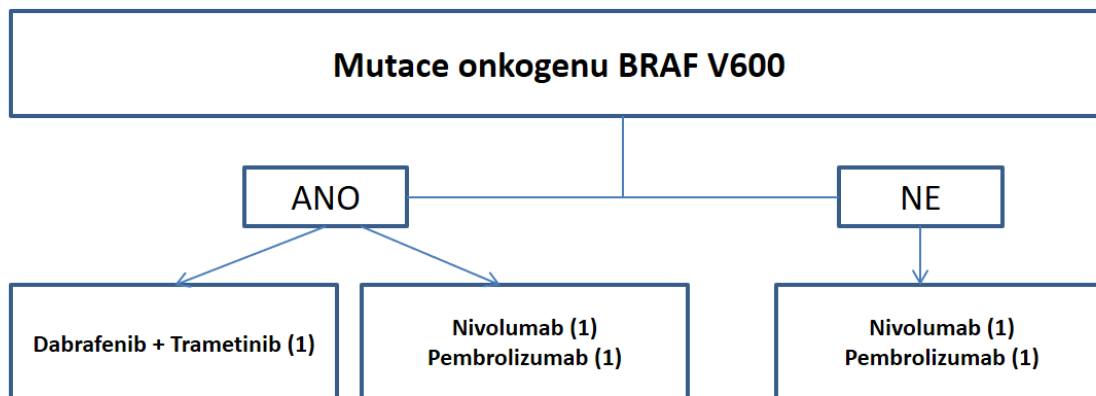 Mutace onkogenu BRAF V600
ANO
NE
Dabrafenib + Trametinib (1)
Nivolumab (1)
Pembrolizumab (1)
Nivolumab (1)
Pembrolizumab (1)